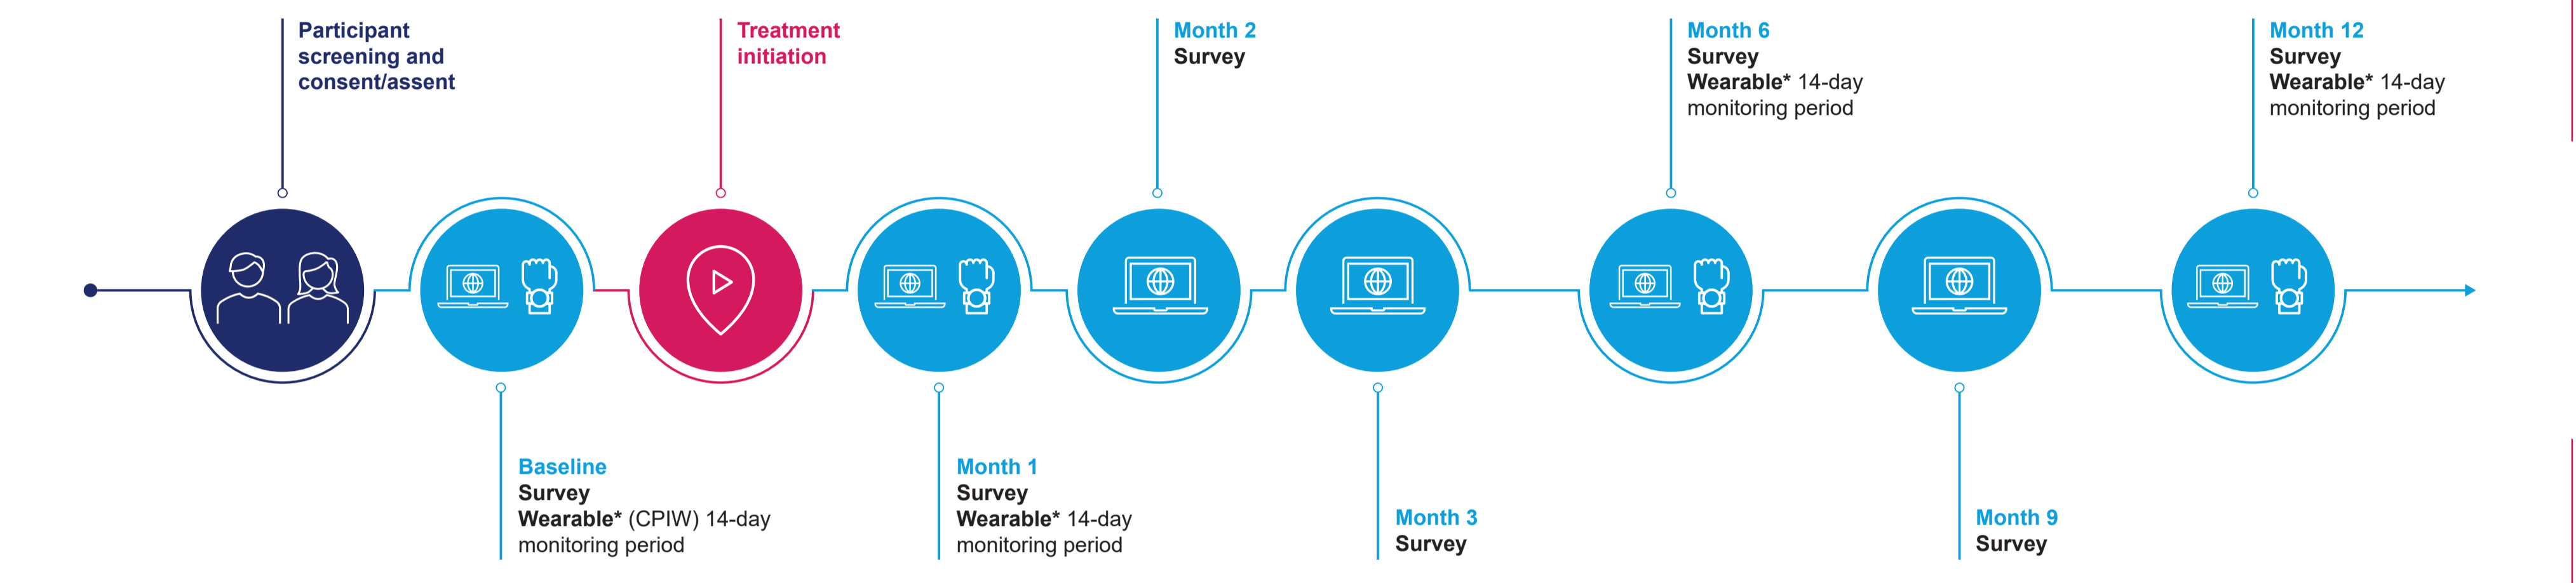 Participant
screening and
consent/assent
Treatment
initiation
Month 2
Survey
Month 6
Survey
Wearable* 14-day
monitoring period
Month 12
Survey
Wearable* 14-day
monitoring period
Baseline
Survey
Wearable* (CPIW) 14-day
monitoring period
Month 1
Survey
Wearable* 14-day
monitoring period
Month 3
Survey
Month 9
Survey